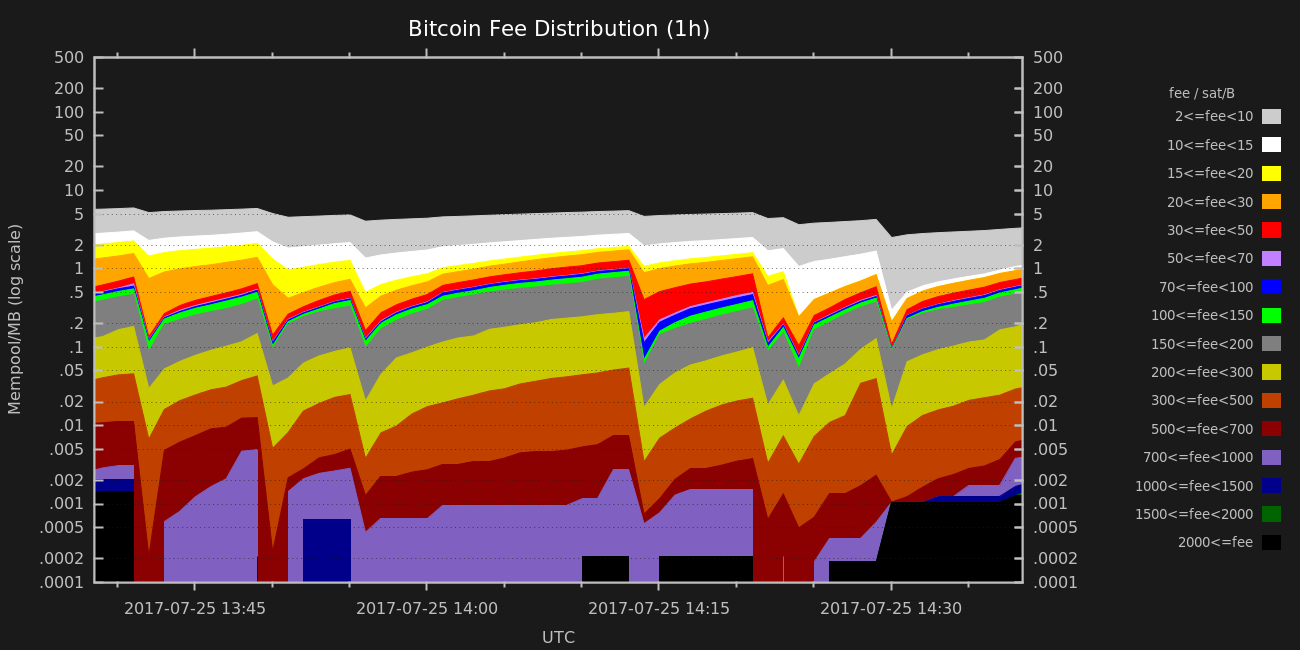 Bitcoin Fee Distribution (1h)
500 500
200 200
100 100
50 50
20 20
10 10
5 5
2 2
1 1
.5 .5
.2 .2
.1 .1
.05 .05
.02 .02
.01 .01
.005 .005
.002 .002
.001 .001
.0005 .0005
.0002 .0002
.0001 .0001
Mempool/MB (log scale)
2017-07-25 13:45 2017-07-25 14:00 2017-07-25 14:15 2017-07-25 14:30
UTC
fee / sat/B
2<=fee<10
10<=fee<15
15<=fee<20
20<=fee<30
30<=fee<50
50<=fee<70
70<=fee<100
100<=fee<150
150<=fee<200
200<=fee<300
300<=fee<500
500<=fee<700
700<=fee<1000
1000<=fee<1500
1500<=fee<2000
2000<=fee